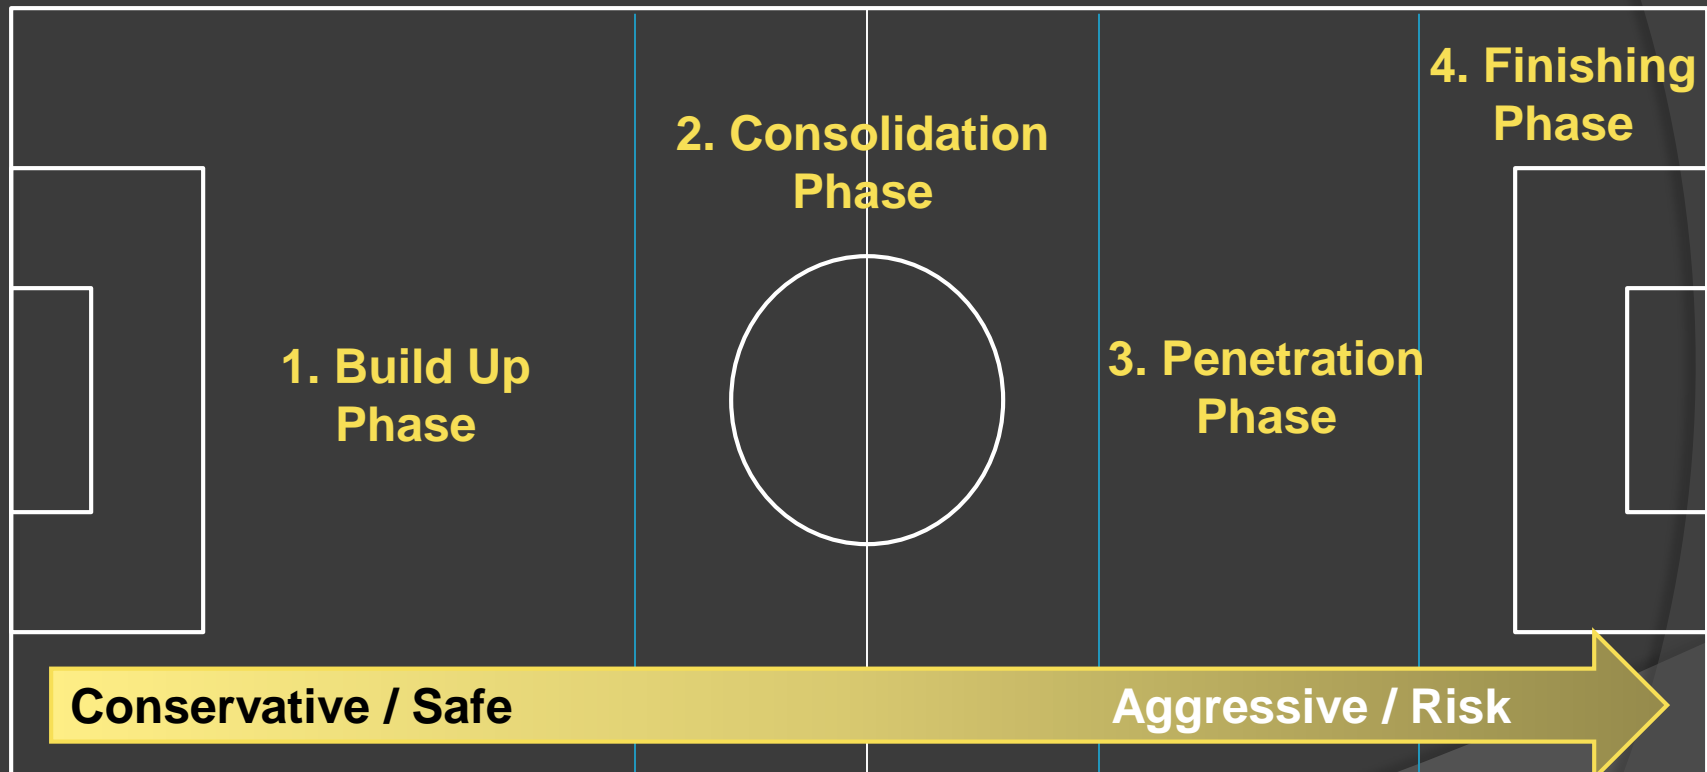 1. Build Up
Phase
2. Consolidation
Phase
3. Penetration
Phase
4. Finishing
Phase
Conservative / Safe
Aggressive / Risk